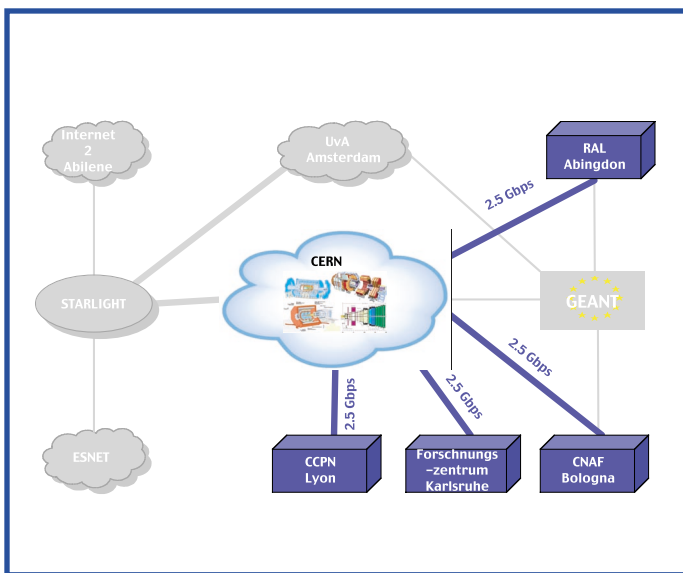 Internet
2
Abilene
UvA
Amsterdam
RAL
Abingdon
2.5 Gbps
CERN
STARLIGHT
GEANT
2.5 Gbps
2.5 Gbps
2.5 Gbps
ESNET
CCPN
Lyon
Forschnungs
-zentrum
Karlsruhe
CNAF
Bologna